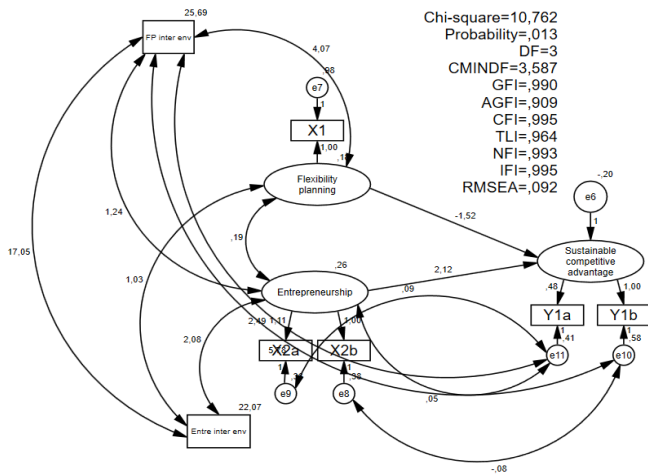 25,69
FP inter env
Chi-square=10,762
Probability=,013
DF=3
CMINDF=3,587
GFI=,990
AGFI=,909
CFI=,995
TLI=,964
NFI=,993
IFI=,995
RMSEA=,092
4,07
,98
e7
1
X1
1,00
Flexibility
planning
-,20
e6
1
-1,52
1,24
,19
17,05
1,03
,26
Entrepreneurship
2,12
,09
Sustainable
competitive
advantage
,48
1,00
Y1a
Y1b
1
,41
1
,58
e11
e10
2,08
2,49
1,11
1,00
X2a
X2b
1
1
,38
e9
e8
,05
22,07
Entre inter env
-,08